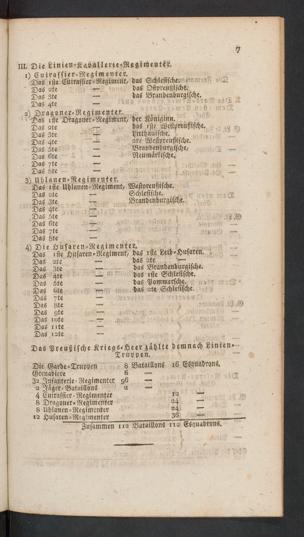 7
III. Die Linien-Kavallerie-Regimenter.
1) Cuirassier-Regimenter.
Das 1ste Cuirassier-Regiment, das Schlesische.
Das 2te — das Ostpreußische.
Das 3te — das Brandenburgische.
Das 4te —
2) Dragoner-Regimenter.
Das 1ste Dragoner-Regiment, der Königinn.
Das 2te — das 1ste Westpreußische.
Das 3te — Litthauische.
Das 4te — 2te Westpreußische.
Das 5te — Brandenburgische.
Das 6te — Neumärkische.
Das 7te —
Das 8te —
3) Uhlanen-Regimenter.
Das 1ste Uhlanen-Regiment, Westpreußische.
Das 2te — Schlesische.
Das 3te — Brandenburgische.
Das 4te —
Das 5te —
Das 6te —
Das 7te —
Das 8te —
4) Die Husaren-Regimenter.
Das 1ste Husaren-Regiment, das 1ste Leib-Husaren.
Das 2te — das 2te —
Das 3te — das Brandenburgische.
Das 4te — das 1ste Schlesische.
Das 5te — das Pommersche.
Das 6te — das 2te Schlesische.
Das 7te —
Das 8te —
Das 9te —
Das 10te —
Das 11te —
Das 12te —
Das Preußische Kriegs-Heer zählte demnach Linien-
Truppen.
Die Garde-Truppen 8 Bataillons 16 Esquadrons.
Grenadiere 6 —
32 Infanterie-Regimenter 96 —
2 Jäger-Bataillons 2 —
4 Cuirassier-Regimenter 12 —
8 Dragoner-Regimenter 24 —
8 Uhlanen-Regimenter 24 —
12 Husaren-Regimenter 36 —
Zusammen 112 Bataillons 112 Esquadrons.